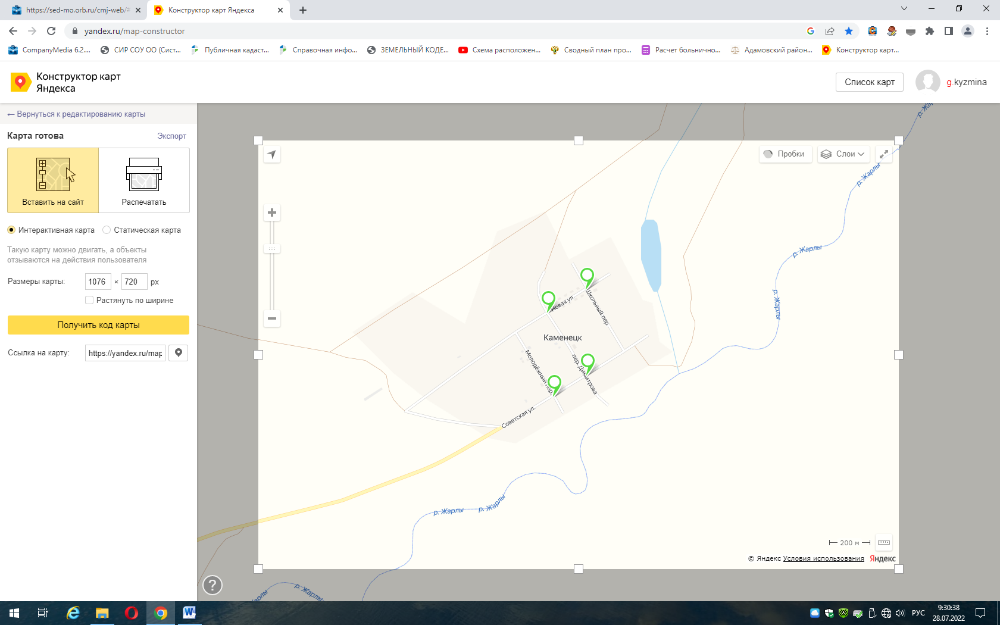 https://sed-mo.orb.ru/cmj-web/
Конструктор карт Яндекса
yandex.ru/map-constructor
CompanyMedia 6.2....
СИР СОУ ОО (Сист...
Публичная кадаст...
Справочная инфо...
ЗЕМЕЛЬНЫЙ КОДЕ...
Схема расположен...
Сводный план про...
Расчет больнично...
Адамовский район...
Конструктор карт...
Конструктор карт
Яндекса
Список карт
g.kyzmina
← Вернуться к редактированию карты
Карта готова
Экспорт
Вставить на сайт
Распечатать
Интерактивная карта
Статическая карта
Такую карту можно двигать, а объекты
отзываются на действия пользователя
Размеры карты:
1076 × 720 px
Растянуть по ширине
Получить код карты
Ссылка на карту:
https://yandex.ru/map
Пробки
Слои
р. Жарлы
р. Жарлы
р. Жарлы
Новая ул.
Школьный пер.
Каменецк
Молодёжный пер.
пер. Димитрова
Советская ул.
р. Жарлы
р. Жарлы
р. Жарлы
200 м
© Яндекс Условия использования Яндекс
?
РУС
9:30:38
28.07.2022